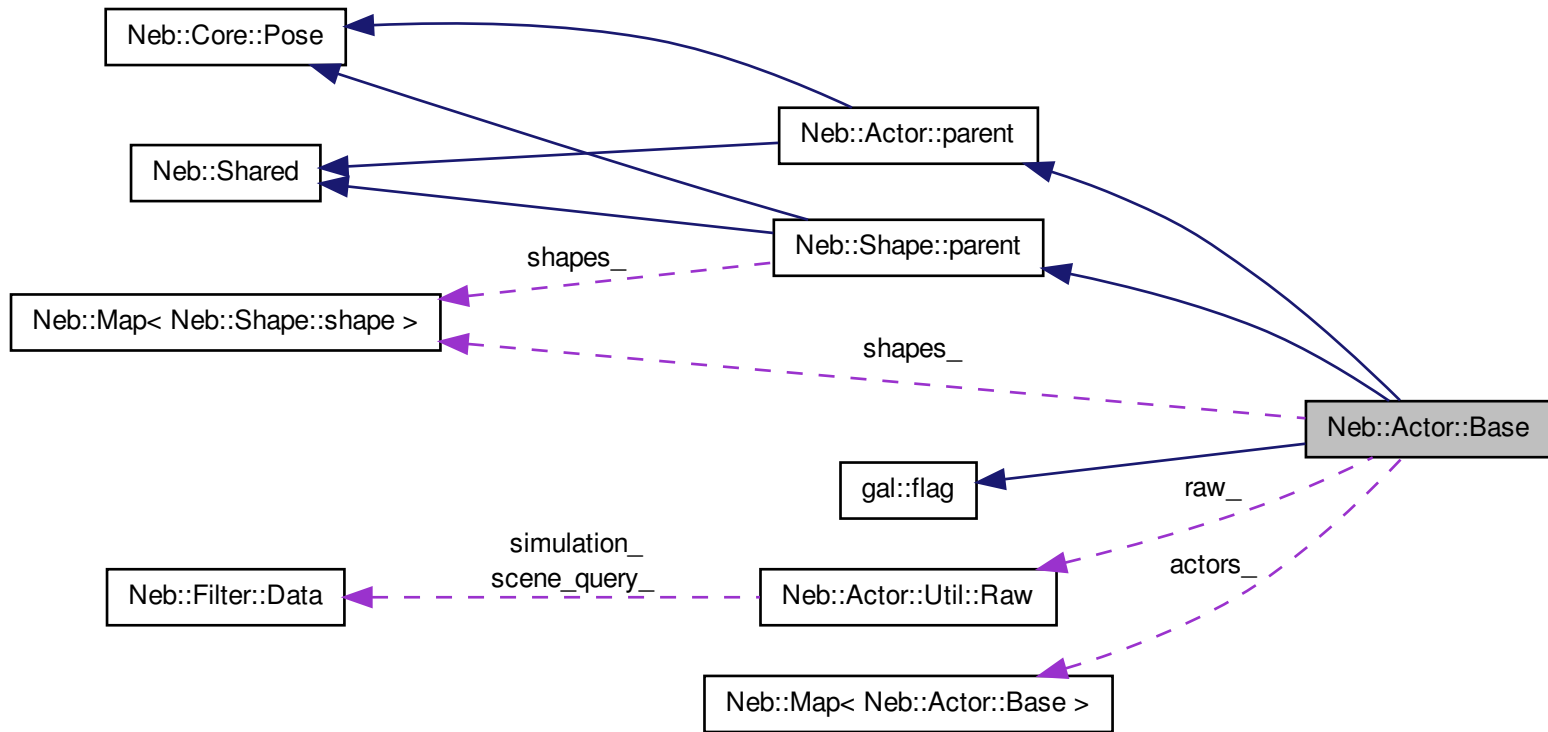 Neb::Core::Pose
Neb::Actor::parent
Neb::Shared
Neb::Shape::parent
shapes_
Neb::Map< Neb::Shape::shape >
shapes_
Neb::Actor::Base
gal::flag
raw_
simulation_
scene_query_
actors_
Neb::Filter::Data
Neb::Actor::Util::Raw
Neb::Map< Neb::Actor::Base >